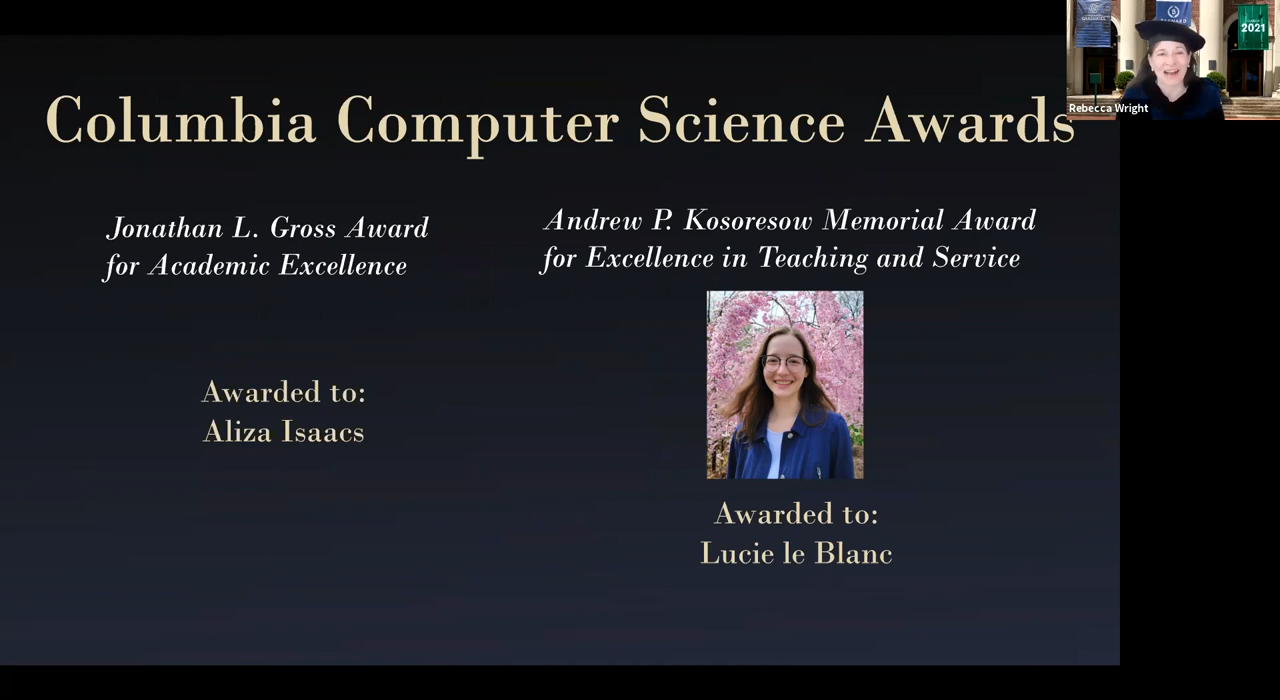 Columbia Computer Science Awards
Jonathan L. Gross Award
for Academic Excellence
Awarded to:
Aliza Isaacs
Andrew P. Kosoresow Memorial Award
for Excellence in Teaching and Service
Awarded to:
Lucie le Blanc
BARNARD
2021
Rebecca Wright